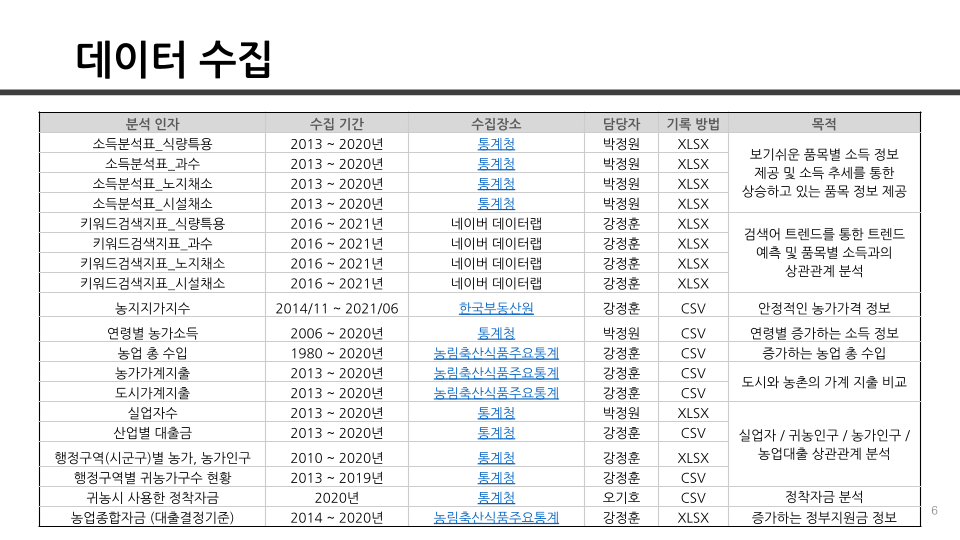 데이터 수집
분석 인자 수집 기간 수집장소 담당자 기록 방법 목적
소득분석표_식량특용 2013 ~ 2020년 통계청 박정원 XLSX
소득분석표_과수 2013 ~ 2020년 통계청 박정원 XLSX
소득분석표_노지채소 2013 ~ 2020년 통계청 박정원 XLSX
소득분석표_시설채소 2013 ~ 2020년 통계청 박정원 XLSX
보기쉬운 품목별 소득 정보
제공 및 소득 추세를 통한
상승하고 있는 품목 정보 제공
키워드검색지표_식량특용 2016 ~ 2021년 네이버 데이터랩 강정훈 XLSX
키워드검색지표_과수 2016 ~ 2021년 네이버 데이터랩 강정훈 XLSX
키워드검색지표_노지채소 2016 ~ 2021년 네이버 데이터랩 강정훈 XLSX
키워드검색지표_시설채소 2016 ~ 2021년 네이버 데이터랩 강정훈 XLSX
검색어 트렌드를 통한 트렌드
예측 및 품목별 소득과의
상관관계 분석
농지지가지수 2014/11 ~ 2021/06 한국부동산원 강정훈 CSV 안정적인 농가가격 정보
연령별 농가소득 2006 ~ 2020년 통계청 박정원 CSV 연령별 증가하는 소득 정보
농업 총 수입 1980 ~ 2020년 농림축산식품주요통계 강정훈 CSV 증가하는 농업 총 수입
농가가계지출 2013 ~ 2020년 농림축산식품주요통계 강정훈 CSV
도시가계지출 2013 ~ 2020년 농림축산식품주요통계 강정훈 CSV
도시와 농촌의 가계 지출 비교
실업자수 2013 ~ 2020년 통계청 박정원 XLSX
산업별 대출금 2013 ~ 2020년 통계청 강정훈 CSV
행정구역(시군구)별 농가, 농가인구 2010 ~ 2020년 통계청 강정훈 XLSX
행정구역별 귀농가구수 현황 2013 ~ 2019년 통계청 강정훈 CSV
실업자 / 귀농인구 / 농가인구 /
농업대출 상관관계 분석
귀농시 사용한 정착자금 2020년 통계청 오기호 CSV 정착자금 분석
농업종합자금 (대출결정기준) 2014 ~ 2020년 농림축산식품주요통계 강정훈 XLSX 증가하는 정부지원금 정보
6